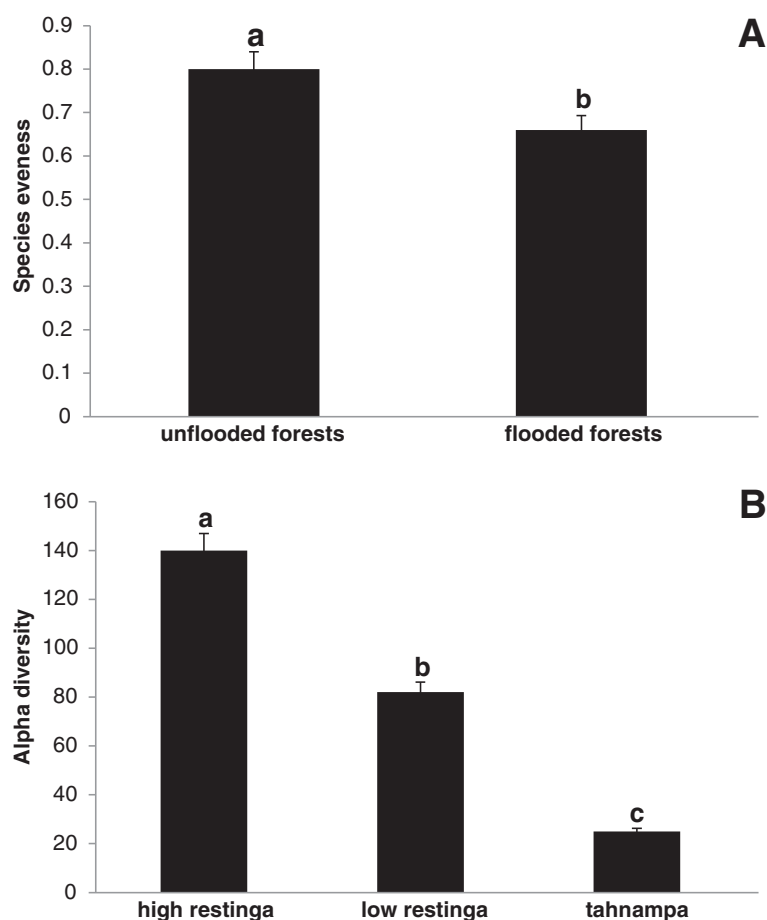 A
Species eveness
0.9
0.8
0.7
0.6
0.5
0.4
0.3
0.2
0.1
0
a
b
unflooded forests
flooded forests
B
Alpha diversity
160
140
120
100
80
60
40
20
0
a
b
c
high restinga
low restinga
tahnampa